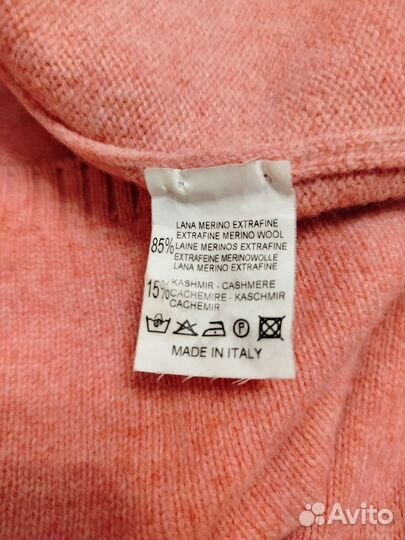 LANA MERINO EXTRAFINE
EXTRAFINE MERINO WOOL
85% LAINE MERINOS EXTRAFINE
EXTRAFEINE MERINOWOLLE
LANA MERINO EXTRAFINE
15% KASHMIR - CASHMERE
CACHEMIRE - KASCHMIR
CACHEMIR
P
MADE IN ITALY
Avito